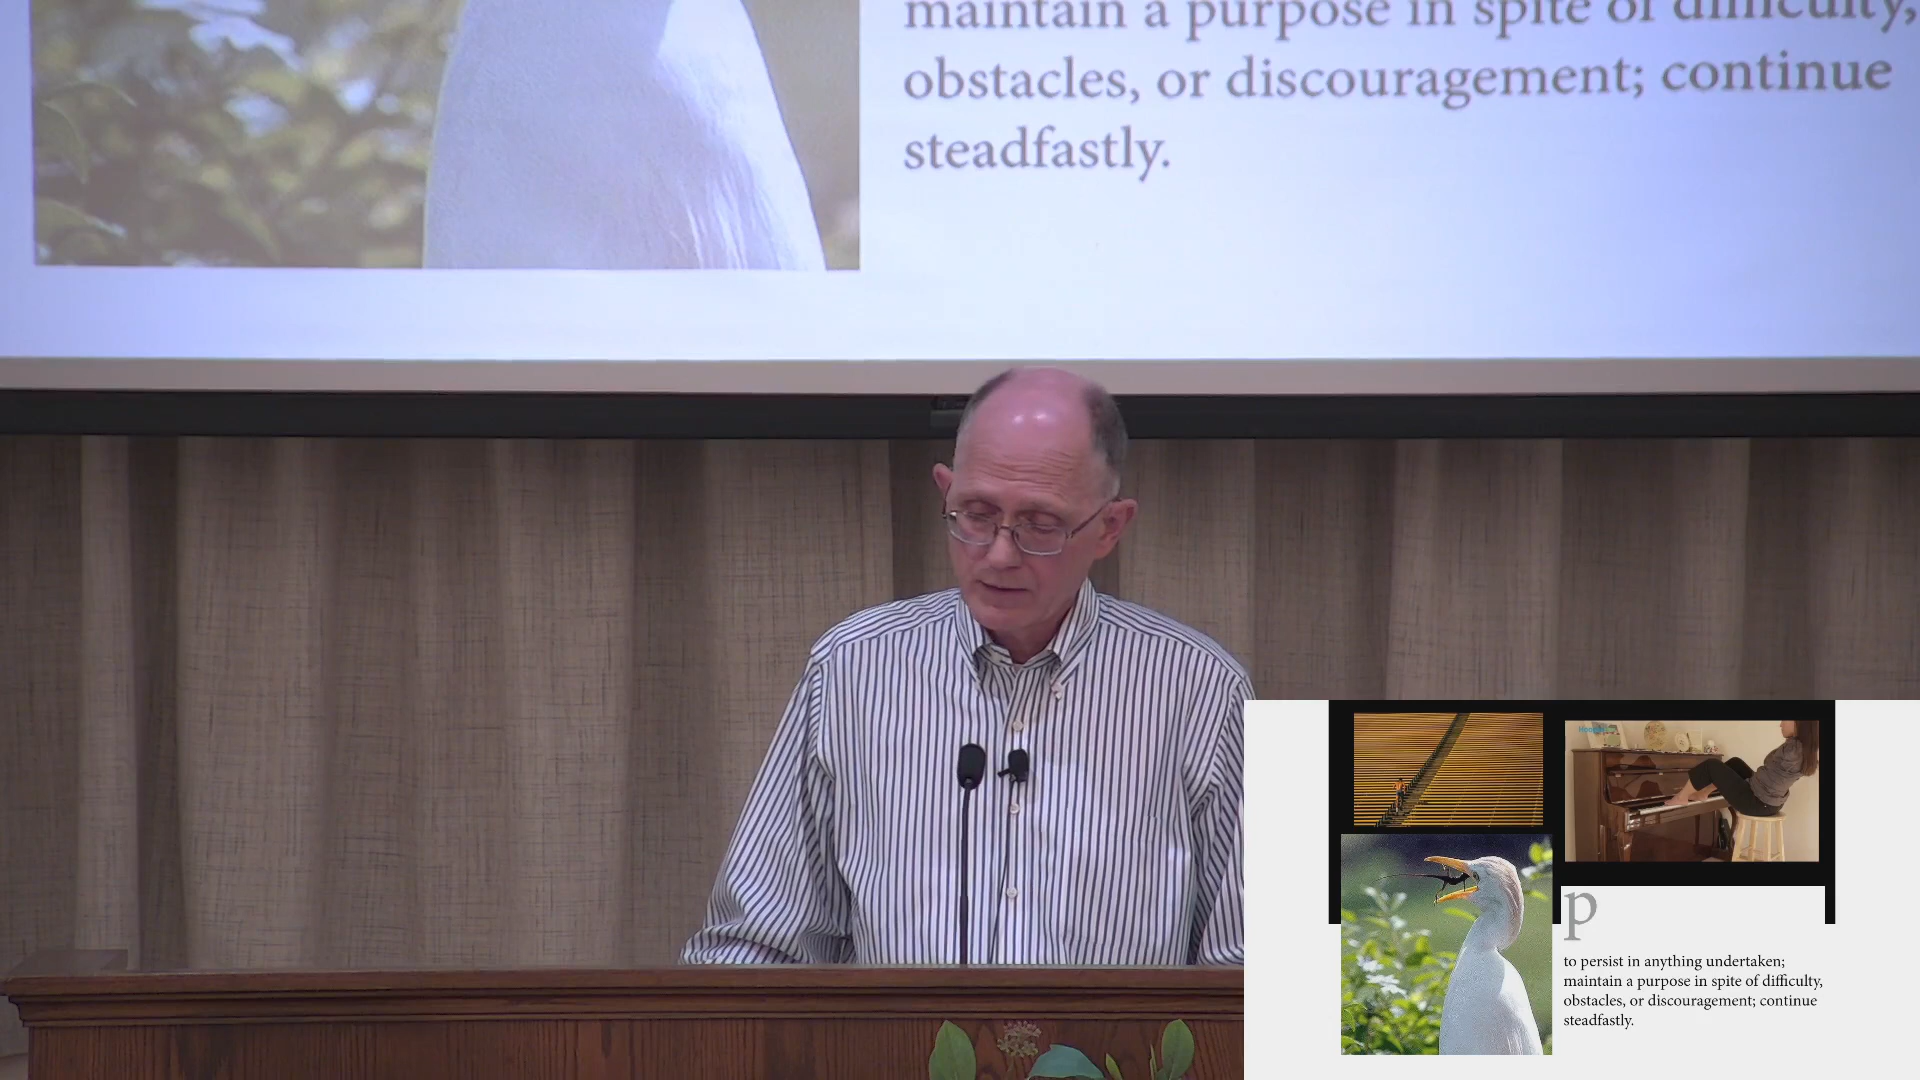 maintain a purpose in spite of difficulty,
obstacles, or discouragement; continue
steadfastly.
p
to persist in anything undertaken;
maintain a purpose in spite of difficulty,
obstacles, or discouragement; continue
steadfastly.